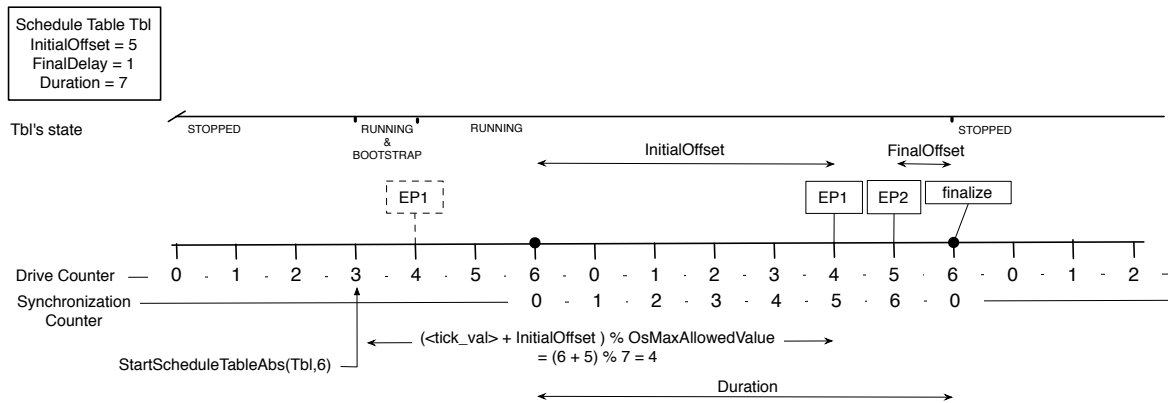 Schedule Table Tbl
InitialOffset = 5
FinalDelay = 1
Duration = 7
Tbl's state
STOPPED
RUNNING
&
BOOTSTRAP
RUNNING
STOPPED
InitialOffset
FinalOffset
EP1
EP1
EP2
finalize
Drive Counter
0 - 1 - 2 - 3 - 4 - 5 - 6 - 0 - 1 - 2 - 3 - 4 - 5 - 6 - 0 - 1 - 2
Synchronization
Counter
0 - 1 - 2 - 3 - 4 - 5 - 6 - 0
StartScheduleTableAbs(Tbl,6)
(<tick_val> + InitialOffset ) % OsMaxAllowedValue
= (6 + 5) % 7 = 4
Duration